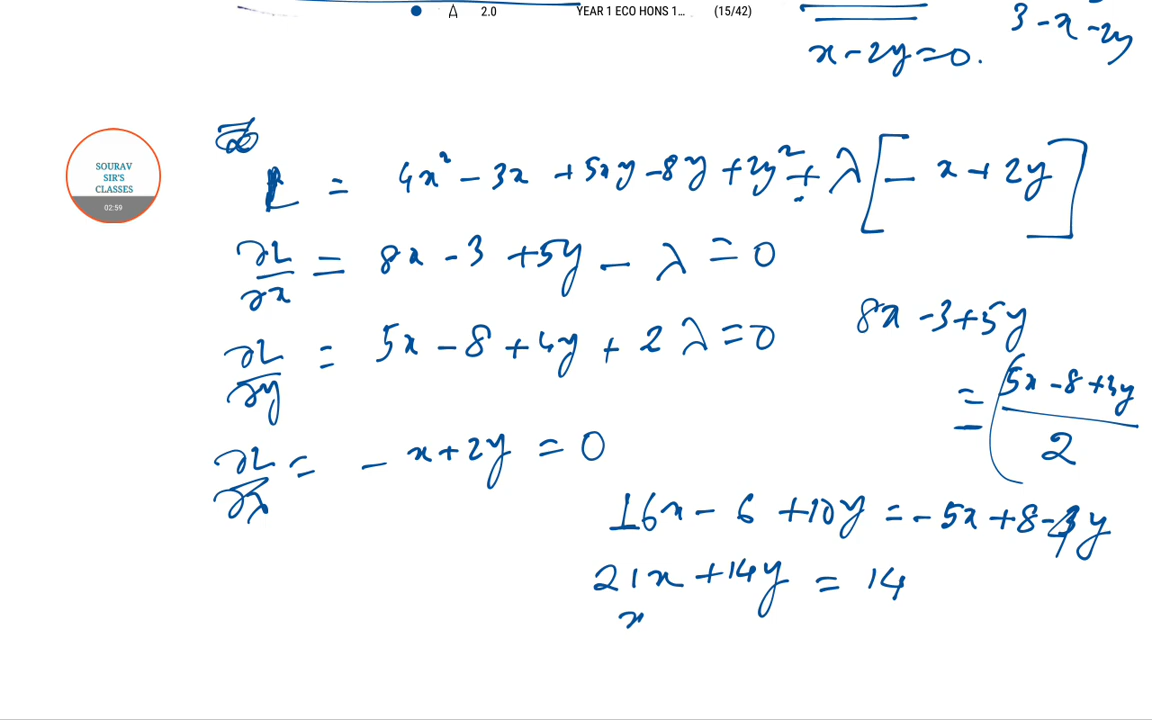 A 2.0 YEAR 1 ECO HONS 1... (15/42)
3 - x - 2y
x - 2y = 0.
SOURAV
SIR'S
CLASSES
02:59
L = 4x² - 3x + 5xy - 8y + 2y² + λ [ - x + 2y ]
∂L/∂x = 8x - 3 + 5y - λ = 0
∂L/∂y = 5x - 8 + 4y + 2λ = 0
∂L/∂λ = - x + 2y = 0
8x - 3 + 5y
= (5x - 8 + 4y
2
16x - 6 + 10y = - 5x + 8 - 4y
21x + 14y = 14
x